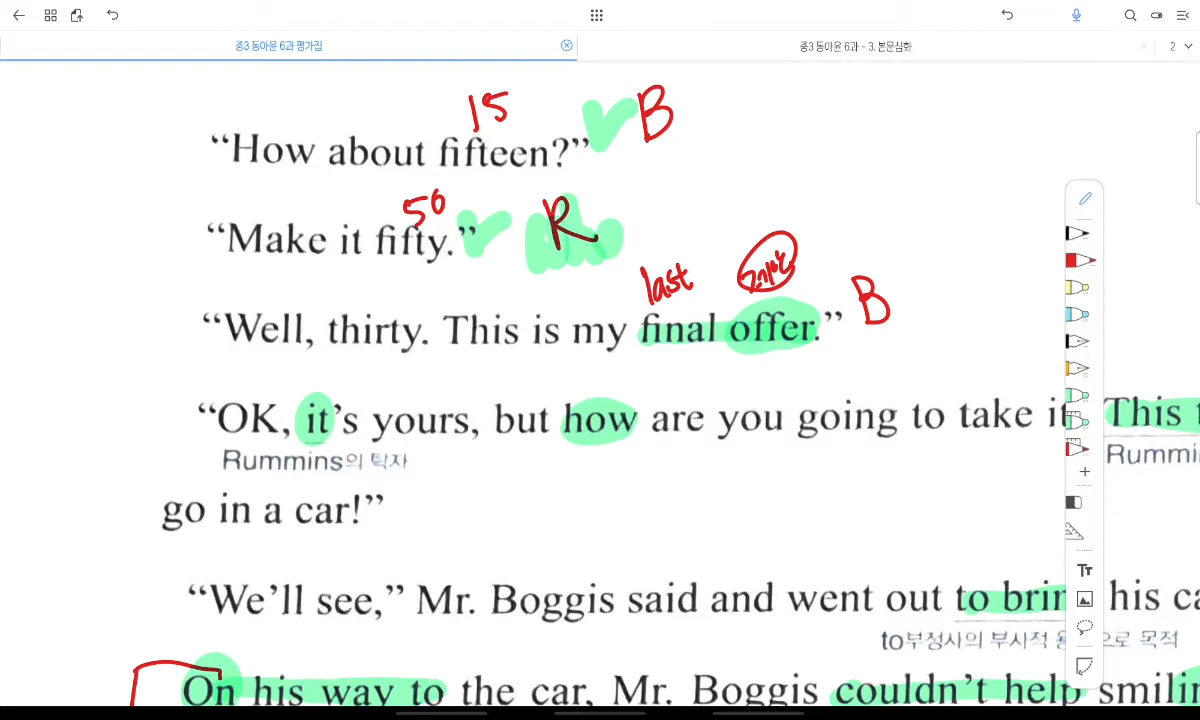 중3 동아윤 6과 평가집
중3 동아윤 6과 - 3. 본문심화
2
15
B
“How about fifteen?”
50
R
“Make it fifty.”
last
B
“Well, thirty. This is my final offer.”
“OK, it’s yours, but how are you going to take it This
Rummins의 탁자
go in a car!”
“We’ll see,” Mr. Boggis said and went out to his
to부정사의 부사적 로 목적
On his way to the car, Mr. Boggis couldn’t help
Tт